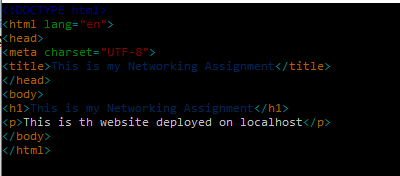 <!DOCTYPE html>
<html lang="en">
<head>
<meta charset="UTF-8">
<title>This is my Networking Assignment</title>
</head>
<body>
<h1>This is my Networking Assignment</h1>
<p>This is th website deployed on localhost</p>
</body>
</html>